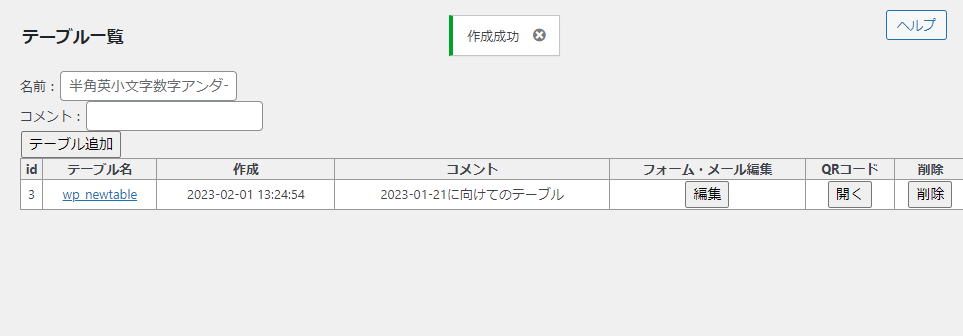 ヘルプ
テーブル一覧
作成成功
名前： 半角英小文字数字アンダー
コメント：
テーブル追加
id テーブル名 作成 コメント フォーム・メール編集 QRコード 削除
3 wp_newtable 2023-02-01 13:24:54 2023-01-21に向けてのテーブル 編集 開く 削除